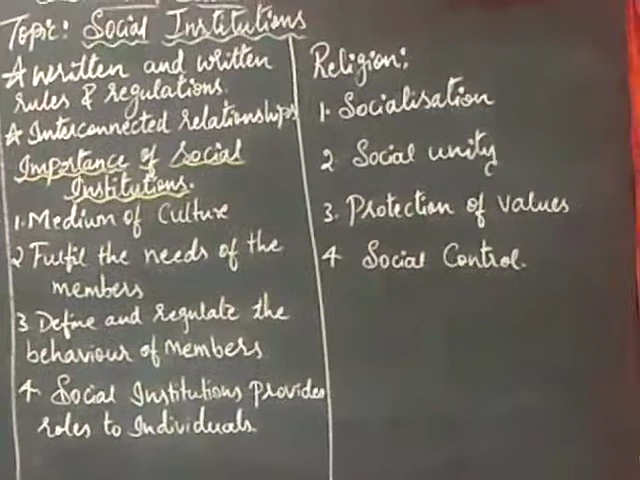 Topic: Social Institutions
☆ written and written
rules & regulations.
☆ Interconnected relationships
Importance of Social
Institutions.
1. Medium of Culture
2 Fulfil the needs of the
members
3 Define and regulate the
behaviour of Members
4 Social Institutions provides
roles to Individuals.
Religion:
1. Socialisation
2. Social unity
3. Protection of values
4 Social Control.